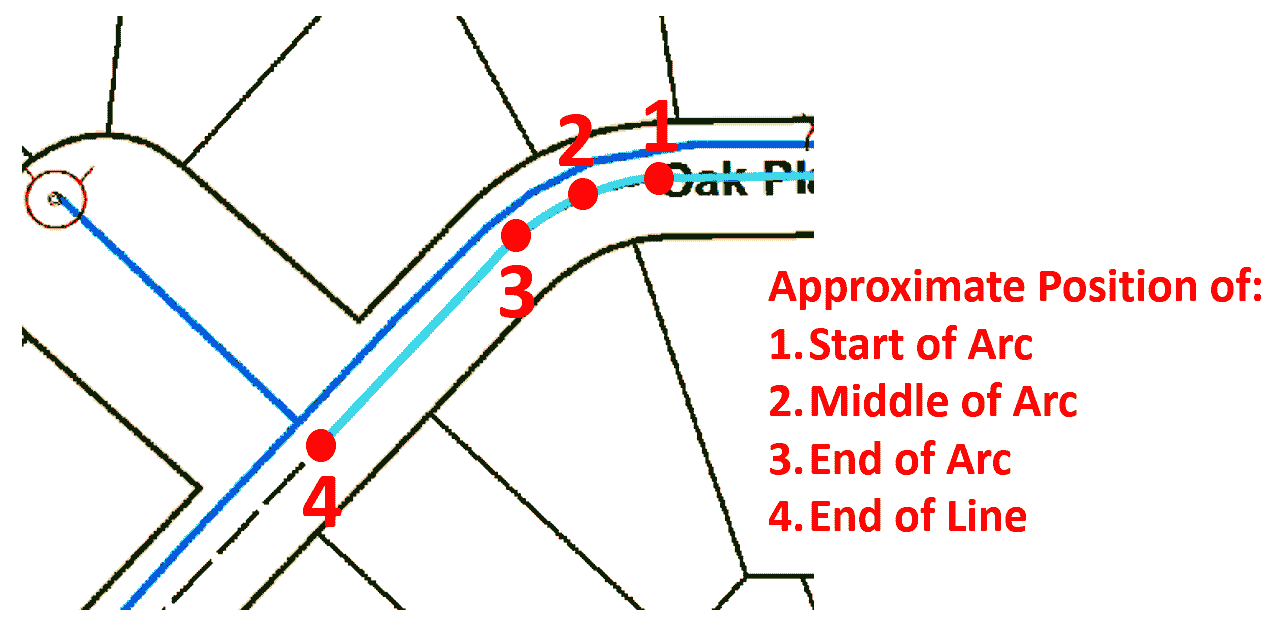 1
2
Oak
3
4
Approximate Position of:
1. Start of Arc
2. Middle of Arc
3. End of Arc
4. End of Line